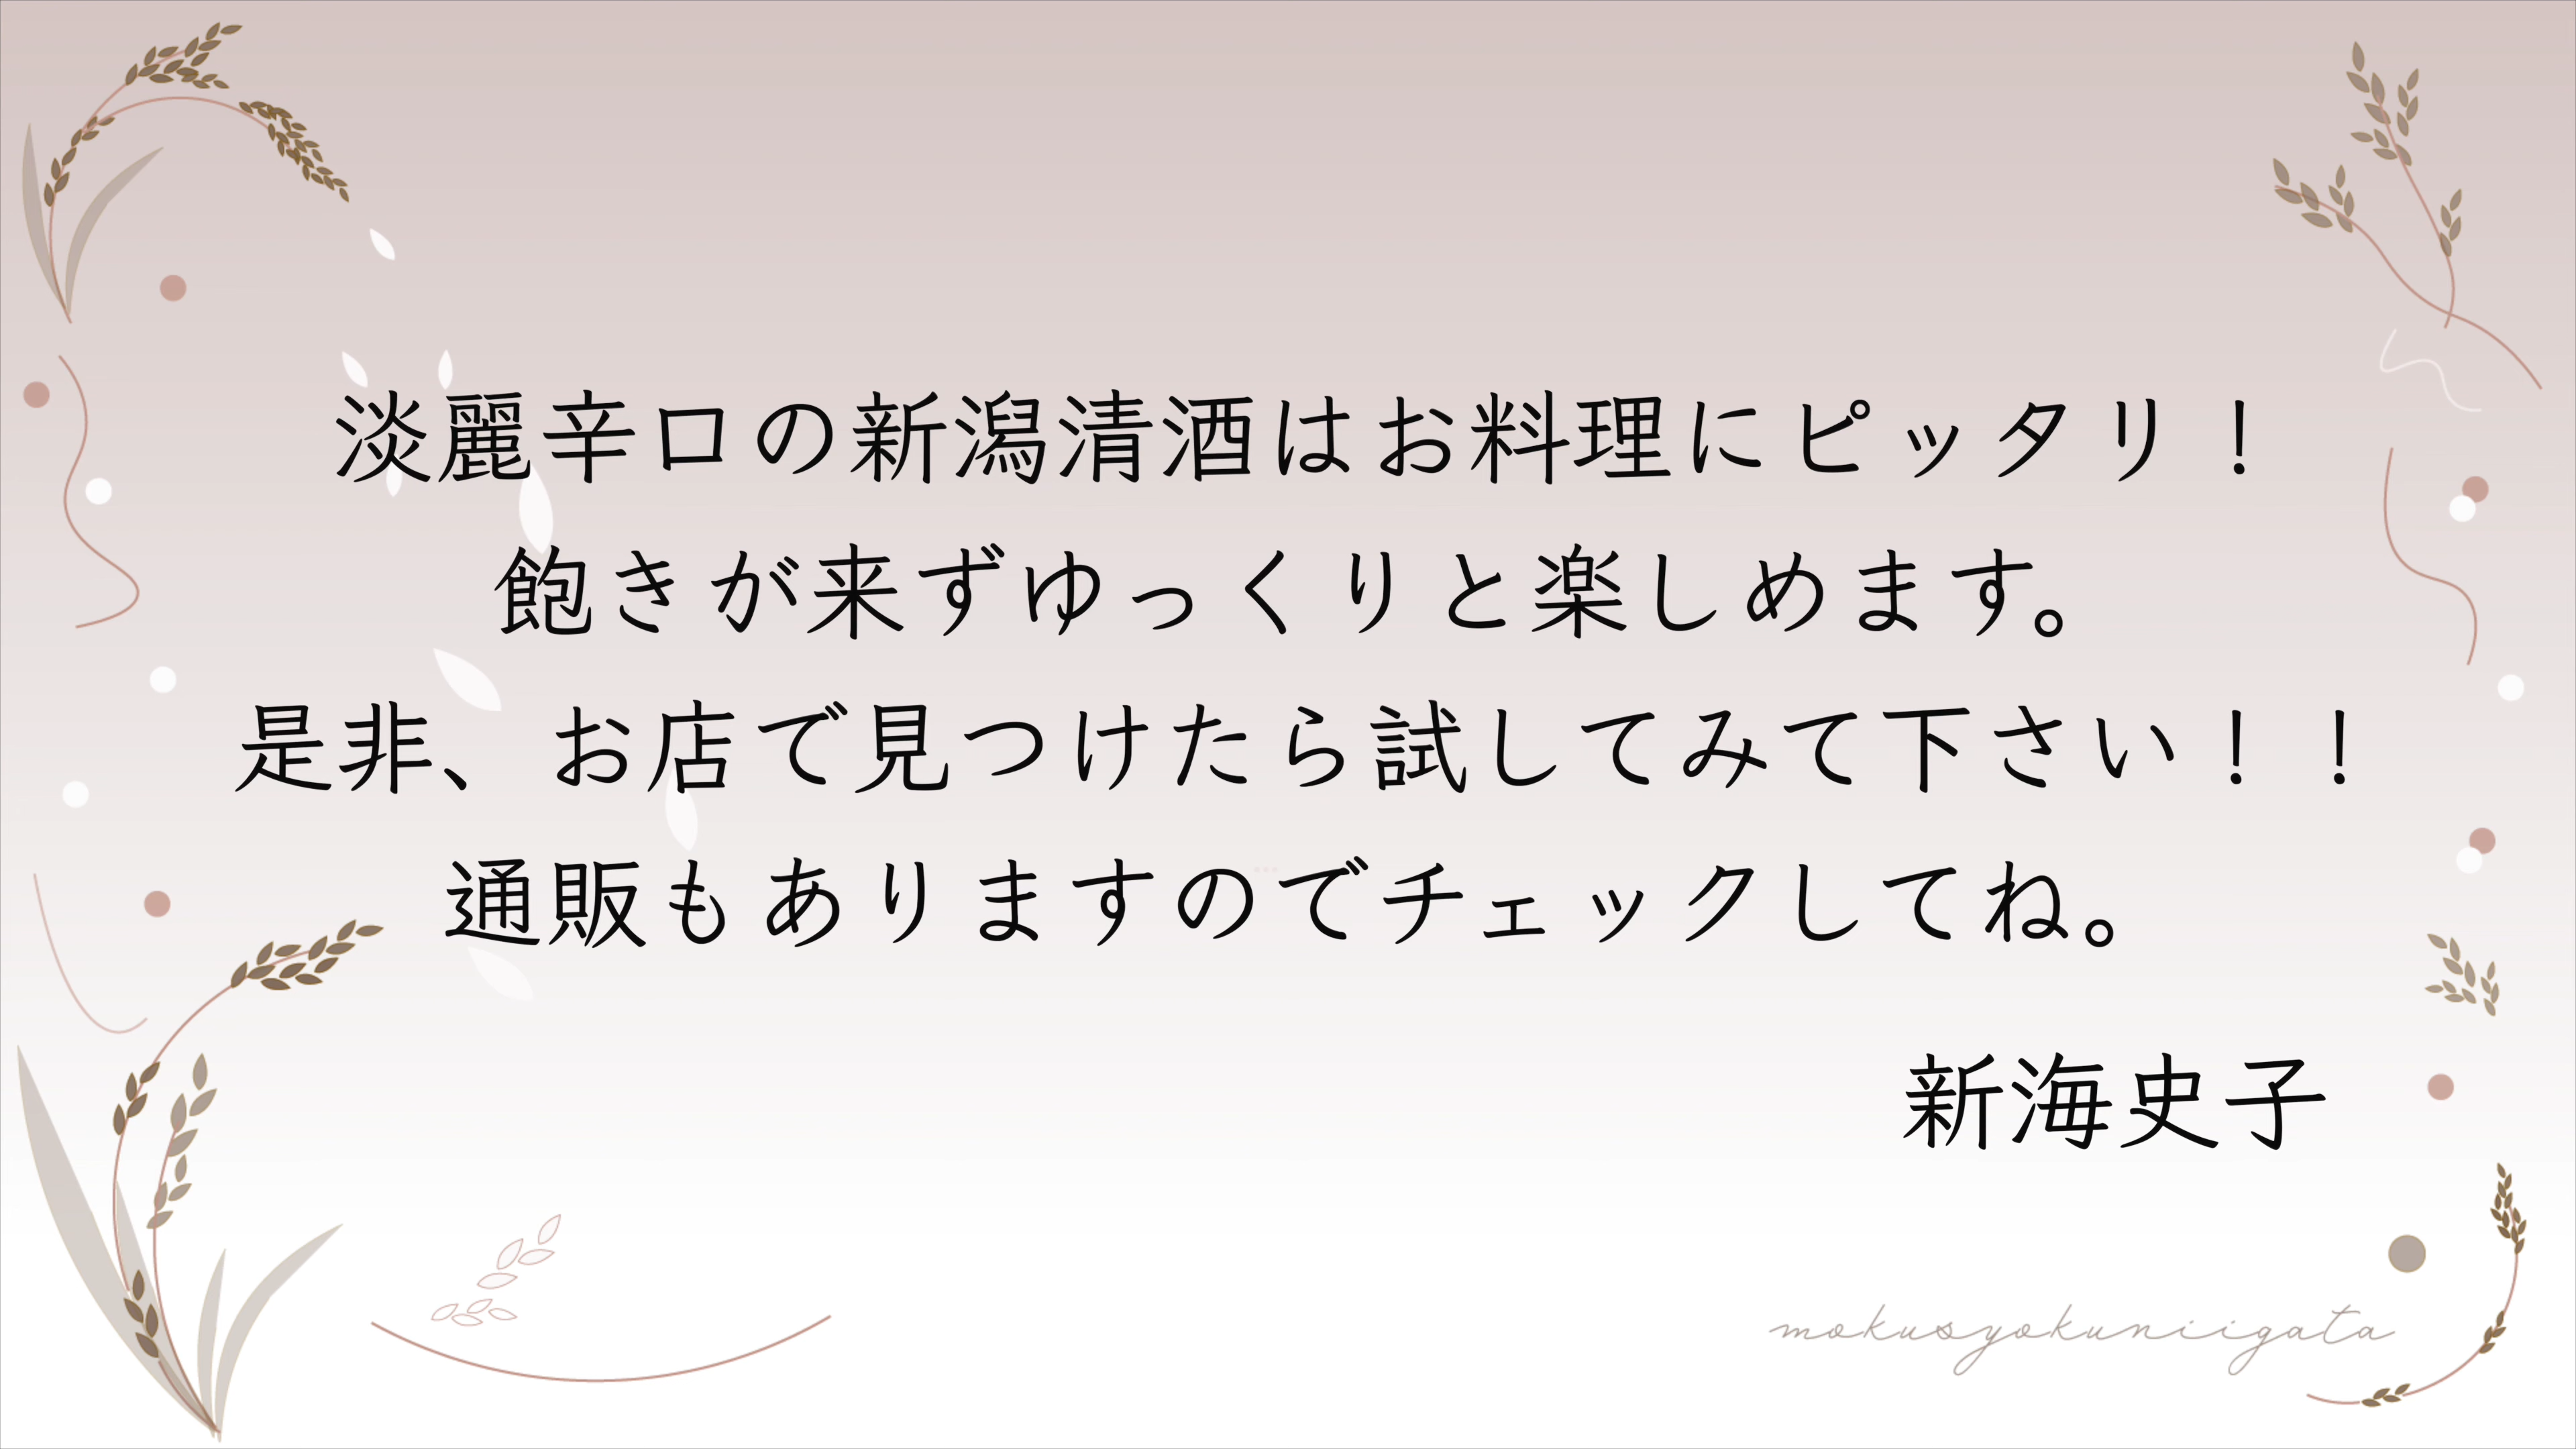 淡麗辛口の新潟清酒はお料理にピッタリ！
飽きが来ずゆっくりと楽しめます。
是非、お店で見つけたら試してみて下さい！！
通販もありますのでチェックしてね。
新海史子
mokusyokuniigata